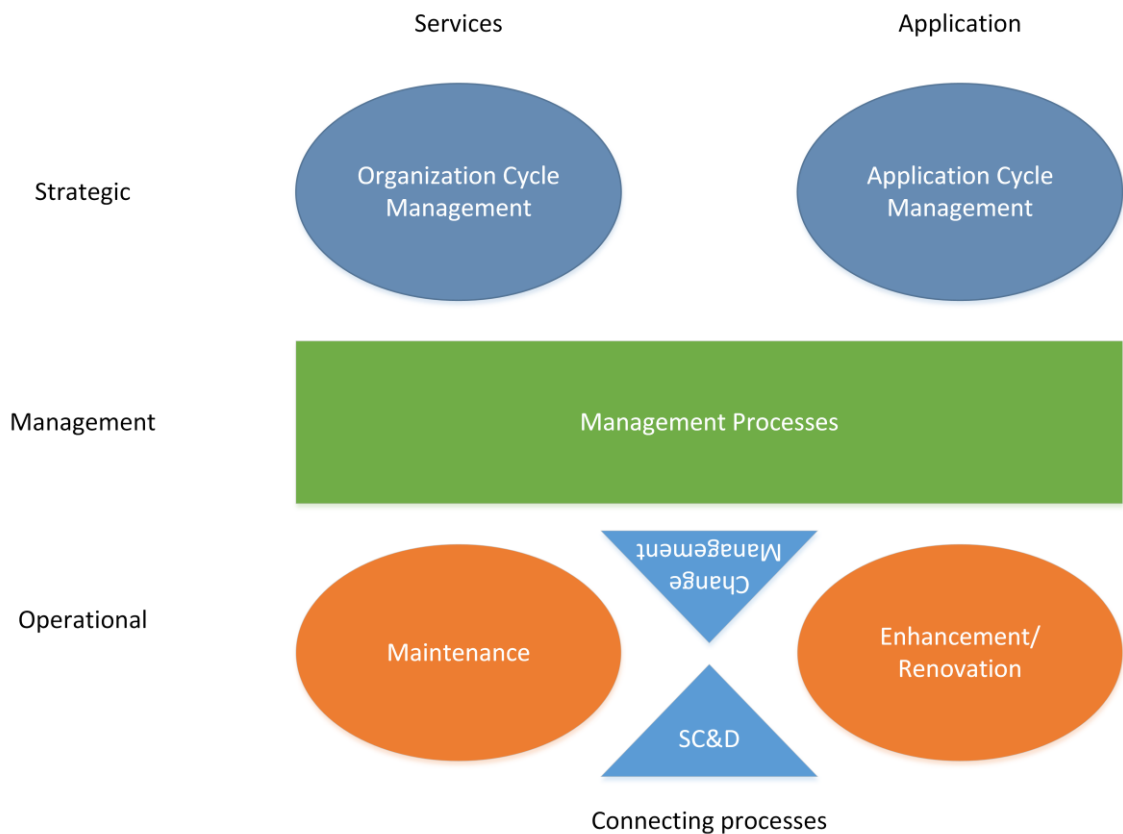 Services
Application
Strategic
Organization Cycle
Management
Application Cycle
Management
Management
Management Processes
Change
Management
Operational
Maintenance
Enhancement/
Renovation
SC&D
Connecting processes